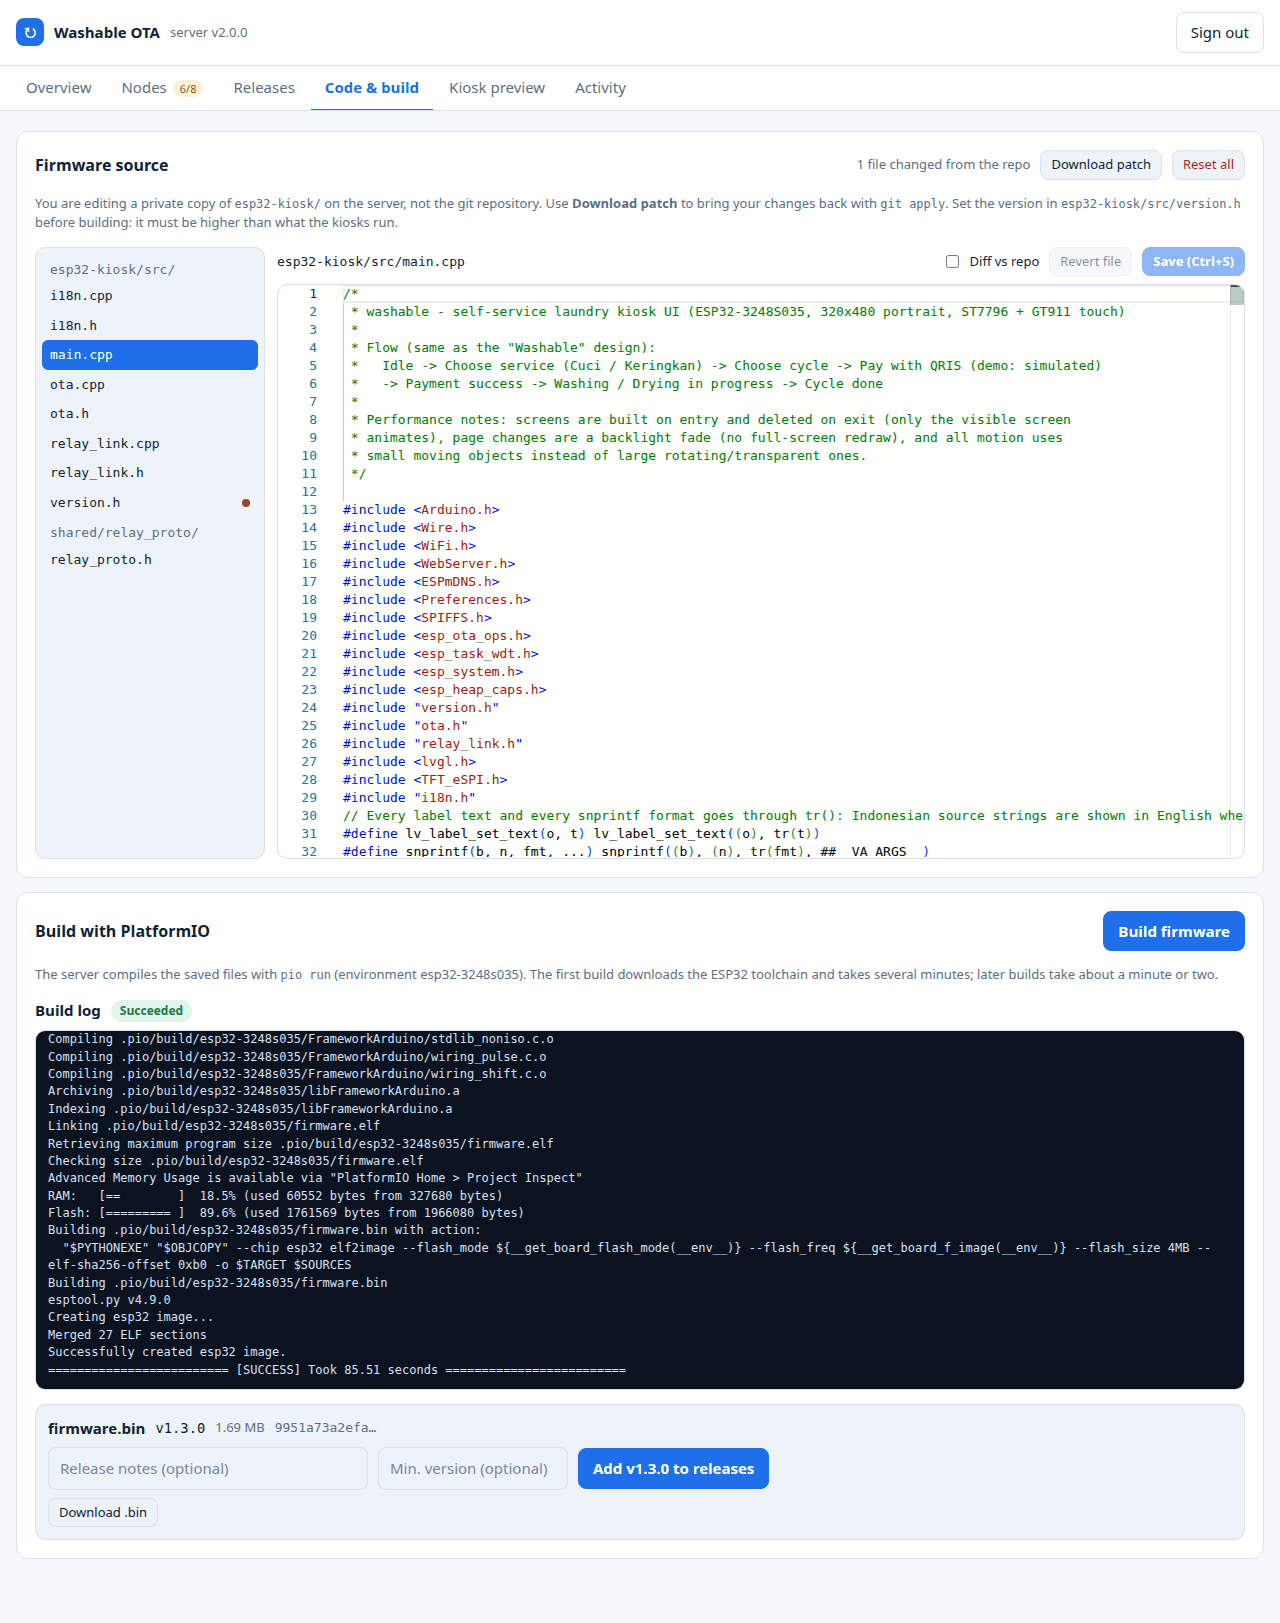 Washable OTA server v2.0.0
Sign out
Overview Nodes 6/8 Releases Code & build Kiosk preview Activity
Firmware source
1 file changed from the repo Download patch Reset all
You are editing a private copy of esp32-kiosk/ on the server, not the git repository. Use Download patch to bring your changes back with git apply. Set the version in esp32-kiosk/src/version.h
before building: it must be higher than what the kiosks run.
esp32-kiosk/src/
i18n.cpp
i18n.h
main.cpp
ota.cpp
ota.h
relay_link.cpp
relay_link.h
version.h
shared/relay_proto/
relay_proto.h
esp32-kiosk/src/main.cpp
Diff vs repo Revert file Save (Ctrl+S)
1 /*
2  * washable - self-service laundry kiosk UI (ESP32-3248S035, 320x480 portrait, ST7796 + GT911 touch)
3  *
4  * Flow (same as the "Washable" design):
5  *   Idle -> Choose service (Cuci / Keringkan) -> Choose cycle -> Pay with QRIS (demo: simulated)
6  *   -> Payment success -> Washing / Drying in progress -> Cycle done
7  *
8  * Performance notes: screens are built on entry and deleted on exit (only the visible screen
9  * animates), page changes are a backlight fade (no full-screen redraw), and all motion uses
10  * small moving objects instead of large rotating/transparent ones.
11  */
12
13 #include <Arduino.h>
14 #include <Wire.h>
15 #include <WiFi.h>
16 #include <WebServer.h>
17 #include <ESPmDNS.h>
18 #include <Preferences.h>
19 #include <SPIFFS.h>
20 #include <esp_ota_ops.h>
21 #include <esp_task_wdt.h>
22 #include <esp_system.h>
23 #include <esp_heap_caps.h>
24 #include "version.h"
25 #include "ota.h"
26 #include "relay_link.h"
27 #include <lvgl.h>
28 #include <TFT_eSPI.h>
29 #include "i18n.h"
30 // Every label text and every snprintf format goes through tr(): Indonesian source strings are shown in English whe
31 #define lv_label_set_text(o, t) lv_label_set_text((o), tr(t))
32 #define snprintf(b, n, fmt, ...) snprintf((b), (n), tr(fmt), ##__VA_ARGS__)
Build with PlatformIO
Build firmware
The server compiles the saved files with pio run (environment esp32-3248s035). The first build downloads the ESP32 toolchain and takes several minutes; later builds take about a minute or two.
Build log Succeeded
Compiling .pio/build/esp32-3248s035/FrameworkArduino/stdlib_noniso.c.o
Compiling .pio/build/esp32-3248s035/FrameworkArduino/wiring_pulse.c.o
Compiling .pio/build/esp32-3248s035/FrameworkArduino/wiring_shift.c.o
Archiving .pio/build/esp32-3248s035/libFrameworkArduino.a
Indexing .pio/build/esp32-3248s035/libFrameworkArduino.a
Linking .pio/build/esp32-3248s035/firmware.elf
Retrieving maximum program size .pio/build/esp32-3248s035/firmware.elf
Checking size .pio/build/esp32-3248s035/firmware.elf
Advanced Memory Usage is available via "PlatformIO Home > Project Inspect"
RAM:   [==        ]  18.5% (used 60552 bytes from 327680 bytes)
Flash: [========= ]  89.6% (used 1761569 bytes from 1966080 bytes)
Building .pio/build/esp32-3248s035/firmware.bin with action:
  "$PYTHONEXE" "$OBJCOPY" --chip esp32 elf2image --flash_mode ${__get_board_flash_mode(__env__)} --flash_freq ${__get_board_f_image(__env__)} --flash_size 4MB --
elf-sha256-offset 0xb0 -o $TARGET $SOURCES
Building .pio/build/esp32-3248s035/firmware.bin
esptool.py v4.9.0
Creating esp32 image...
Merged 27 ELF sections
Successfully created esp32 image.
========================= [SUCCESS] Took 85.51 seconds =========================
firmware.bin v1.3.0 1.69 MB 9951a73a2efa…
Release notes (optional) Min. version (optional) Add v1.3.0 to releases
Download .bin